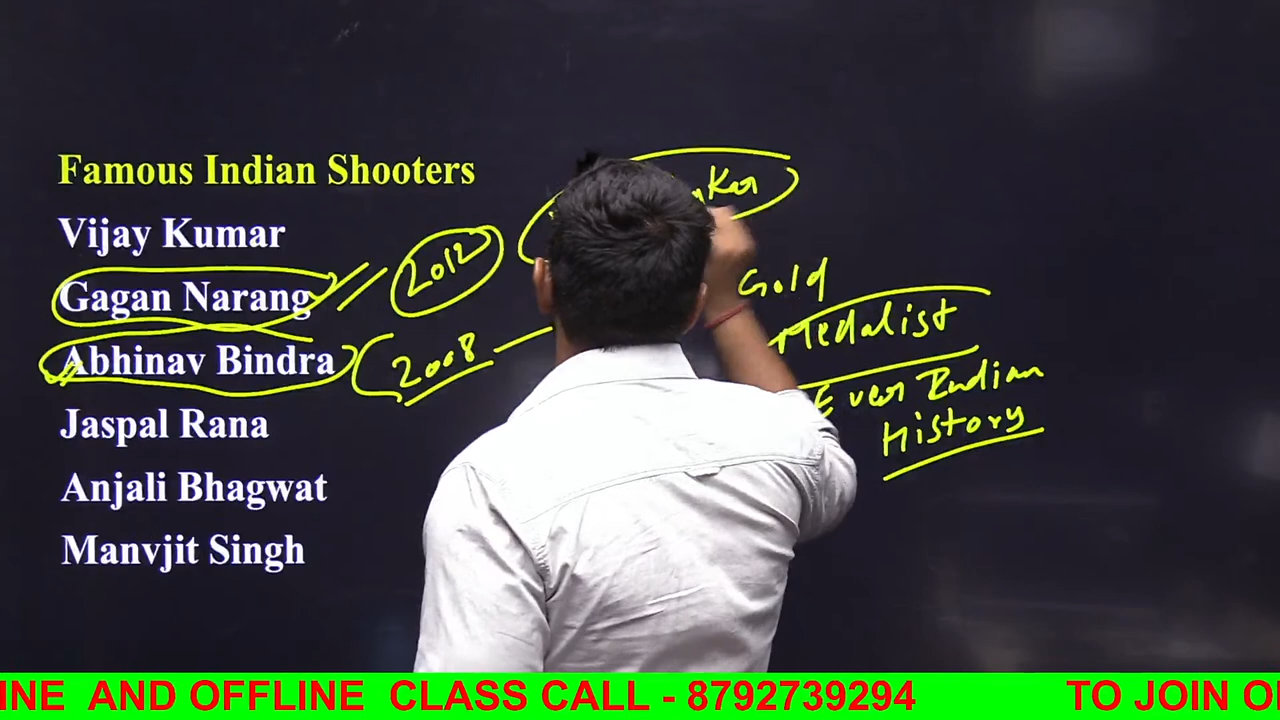 Famous Indian Shooters
Vijay Kumar
Gagan Narang
2012
Abhinav Bindra
2008
Jaspal Rana
Anjali Bhagwat
Manvjit Singh
Gold
Medalist
Ever Indian
History
INE AND OFFLINE CLASS CALL - 8792739294 TO JOIN O